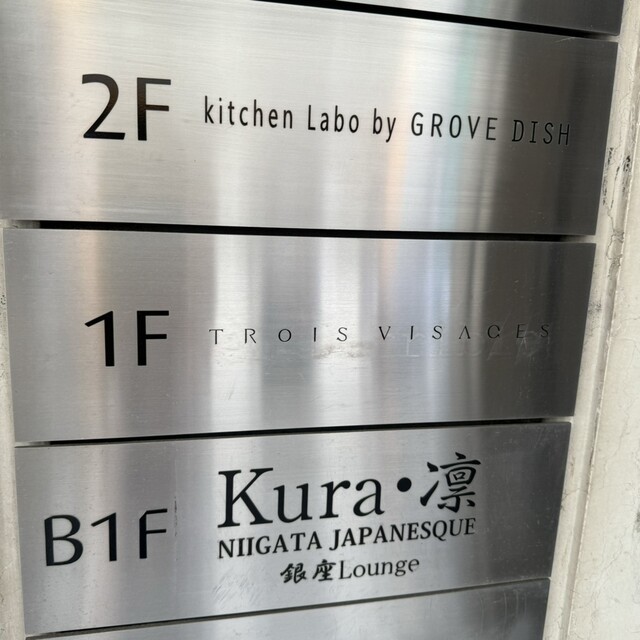 2F kitchen Labo by GROVE DISH
1F TROIS VISAGES
B1F Kura・凛
NIIGATA JAPANESQUE
銀座Lounge